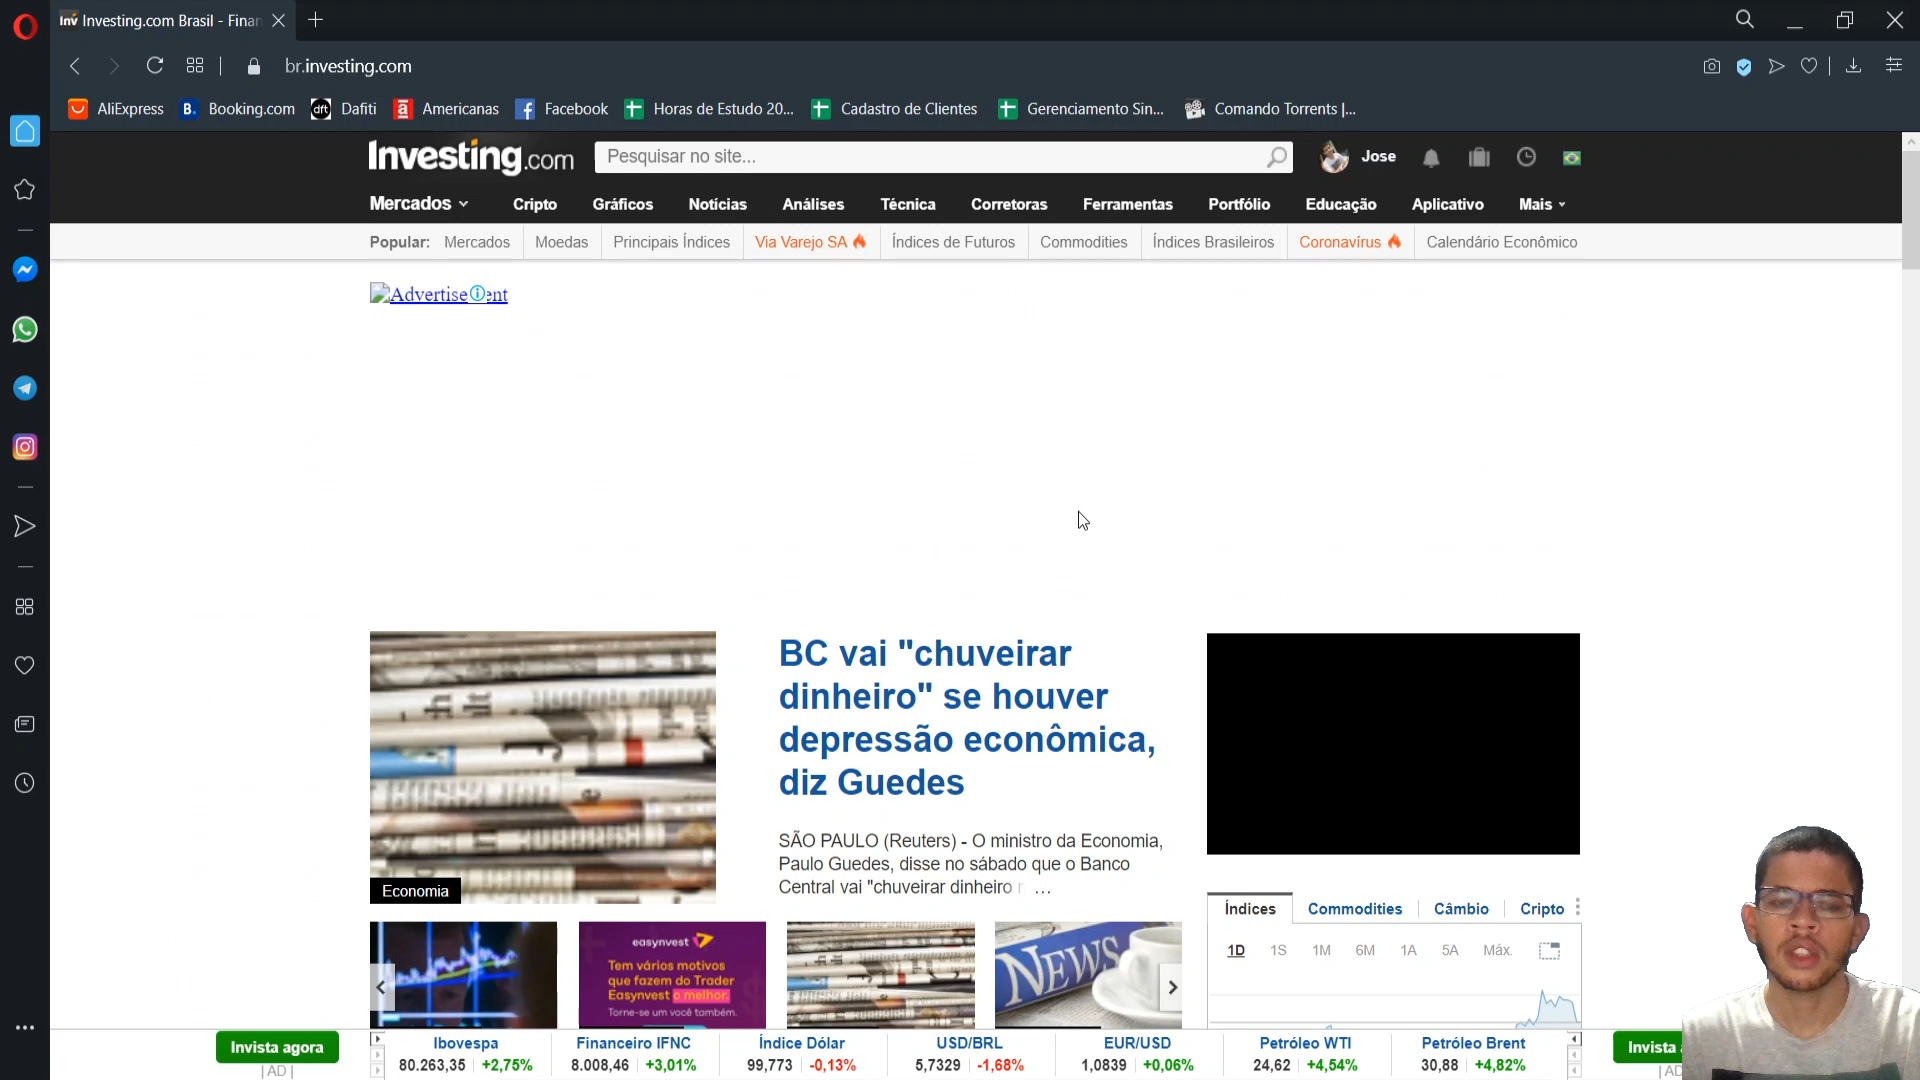 Inv Investing.com Brasil - Finan
br.investing.com
AliExpress
B. Booking.com
dft Dafiti
a Americanas
Facebook
Horas de Estudo 20...
Cadastro de Clientes
Gerenciamento Sin...
Comando Torrents |...
Investing.com
Pesquisar no site...
Jose
Mercados
Cripto
Gráficos
Notícias
Análises
Técnica
Corretoras
Ferramentas
Portfólio
Educação
Aplicativo
Mais
Popular:
Mercados
Moedas
Principais Índices
Via Varejo SA
Índices de Futuros
Commodities
Índices Brasileiros
Coronavírus
Calendário Econômico
Advertise ent
BC vai "chuveirar
dinheiro" se houver
depressão econômica,
diz Guedes
SÃO PAULO (Reuters) - O ministro da Economia,
Paulo Guedes, disse no sábado que o Banco
Central vai "chuveirar dinheiro ...
Economia
easynvest
Tem vários motivos
que fazem do Trader
Easynvest o melhor.
Torne-se um você também.
NEWS
Índices
Commodities
Câmbio
Cripto
1D 1S 1M 6M 1A 5A Máx.
Invista agora
| AD |
Ibovespa
80.263,35 +2,75%
Financeiro IFNC
8.008,46 +3,01%
Índice Dólar
99,773 -0,13%
USD/BRL
5,7329 -1,68%
EUR/USD
1,0839 +0,06%
Petróleo WTI
24,62 +4,54%
Petróleo Brent
30,88 +4,82%
Invista
| AD